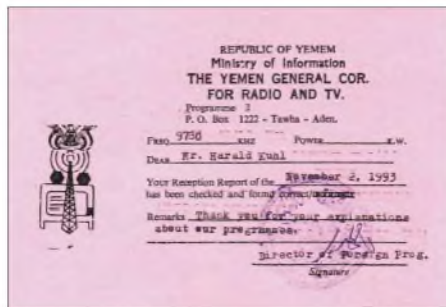 REPUBLIC OF YEMEM
Ministry of Information
THE YEMEN GENERAL COR.
FOR RADIO AND TV.
Programme 2
P. O. Box 1222 - Tawha - Aden.
FREQ 9780 KHZ POWER K.W.
DEAR Mr. Harald Kuhl
Your Reception Report of the November 2, 1993
has been checked and found correct/
Remarks Thank you for your explanations
about our programmes.
Director of Foreign Prog.
Signature